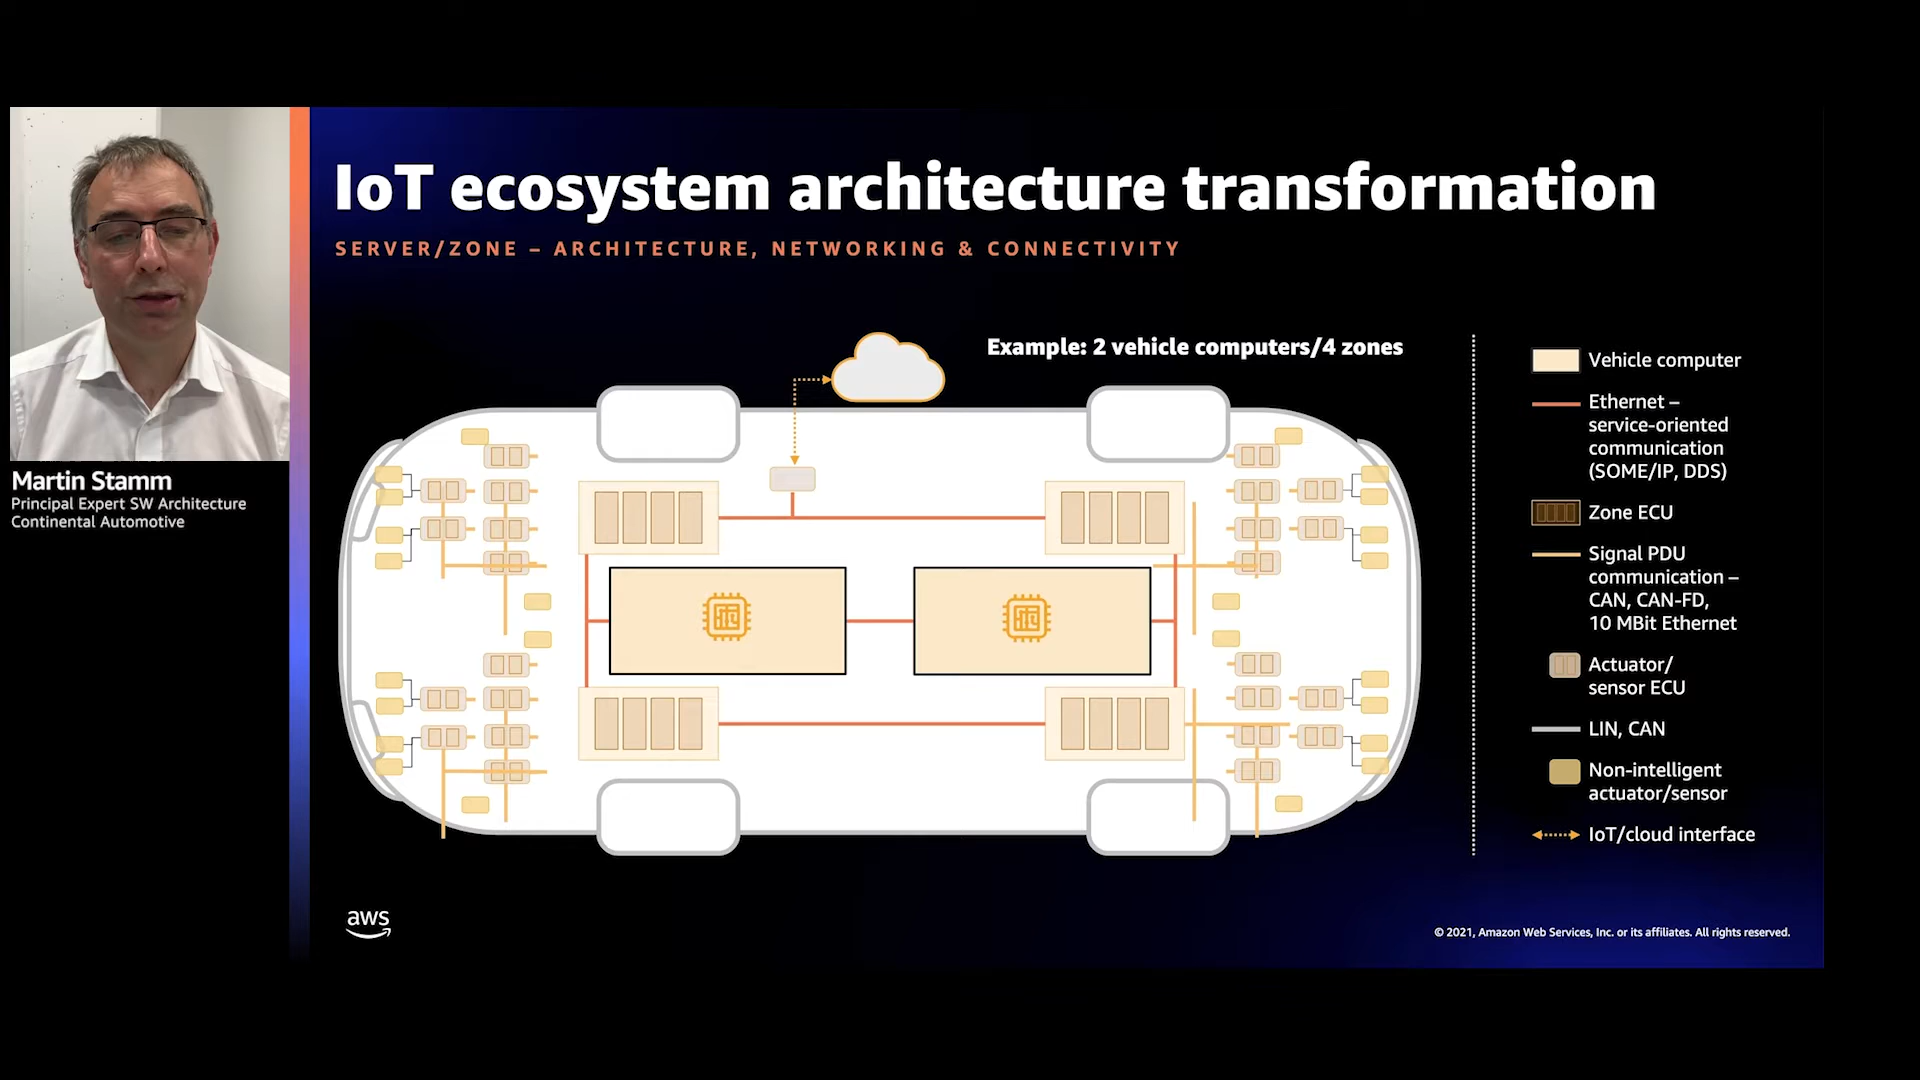 IoT ecosystem architecture transformation
SERVER/ZONE – ARCHITECTURE, NETWORKING & CONNECTIVITY
Martin Stamm
Principal Expert SW Architecture
Continental Automotive
Example: 2 vehicle computers/4 zones
Vehicle computer
Ethernet –
service-oriented
communication
(SOME/IP, DDS)
Zone ECU
Signal PDU
communication –
CAN, CAN-FD,
10 MBit Ethernet
Actuator/
sensor ECU
LIN, CAN
Non-intelligent
actuator/sensor
IoT/cloud interface
aws
© 2021, Amazon Web Services, Inc. or its affiliates. All rights reserved.